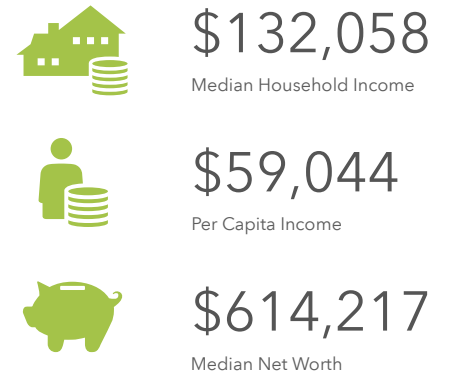 $132,058
Median Household Income
$59,044
Per Capita Income
$614,217
Median Net Worth